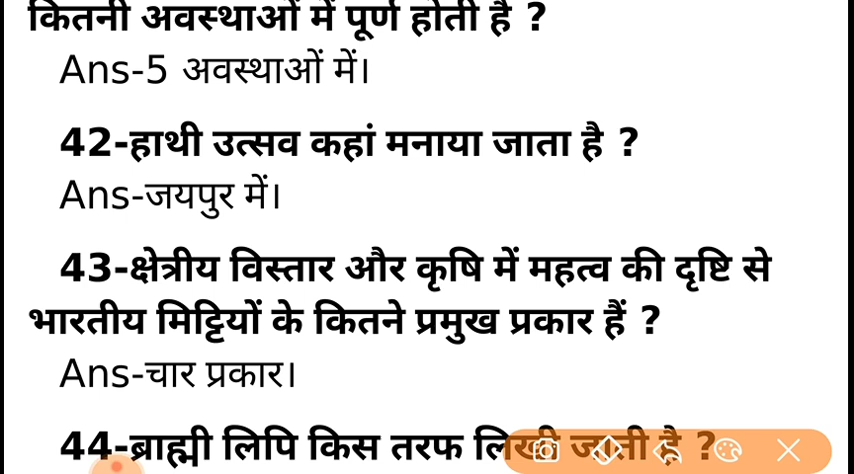 कितनी अवस्थाओं में पूर्ण होती है ?
Ans-5 अवस्थाओं में।
42-हाथी उत्सव कहां मनाया जाता है ?
Ans-जयपुर में।
43-क्षेत्रीय विस्तार और कृषि में महत्व की दृष्टि से
भारतीय मिट्टियों के कितने प्रमुख प्रकार हैं ?
Ans-चार प्रकार।
44-ब्राह्मी लिपि किस तरफ लिखी जाती है ?